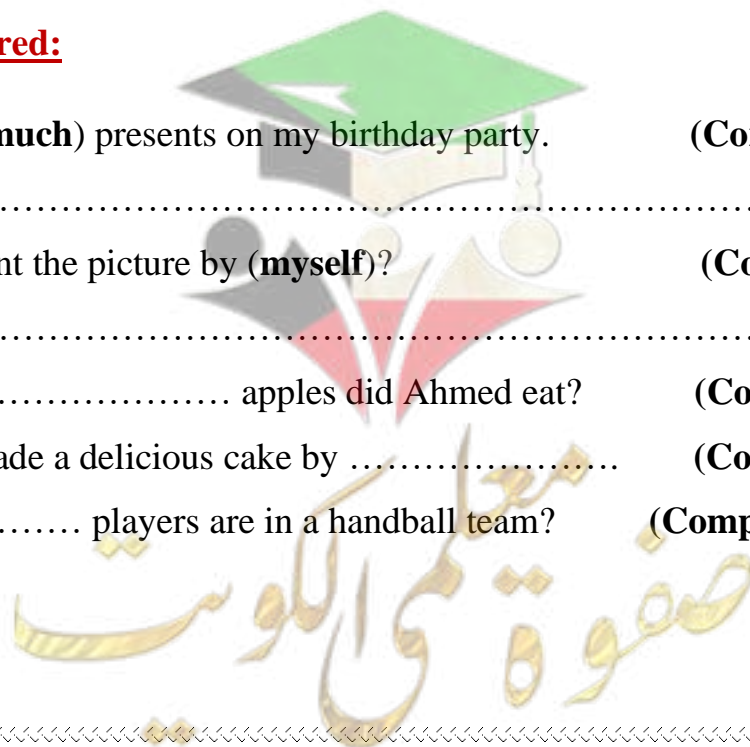 red:
much) presents on my birthday party. (Co
………………………………………………………
nt the picture by (myself)? (Co
………………………………………………………
………………… apples did Ahmed eat? (Co
ade a delicious cake by …………………. (Co
……. players are in a handball team? (Comp
صفوة معلمى الكويت